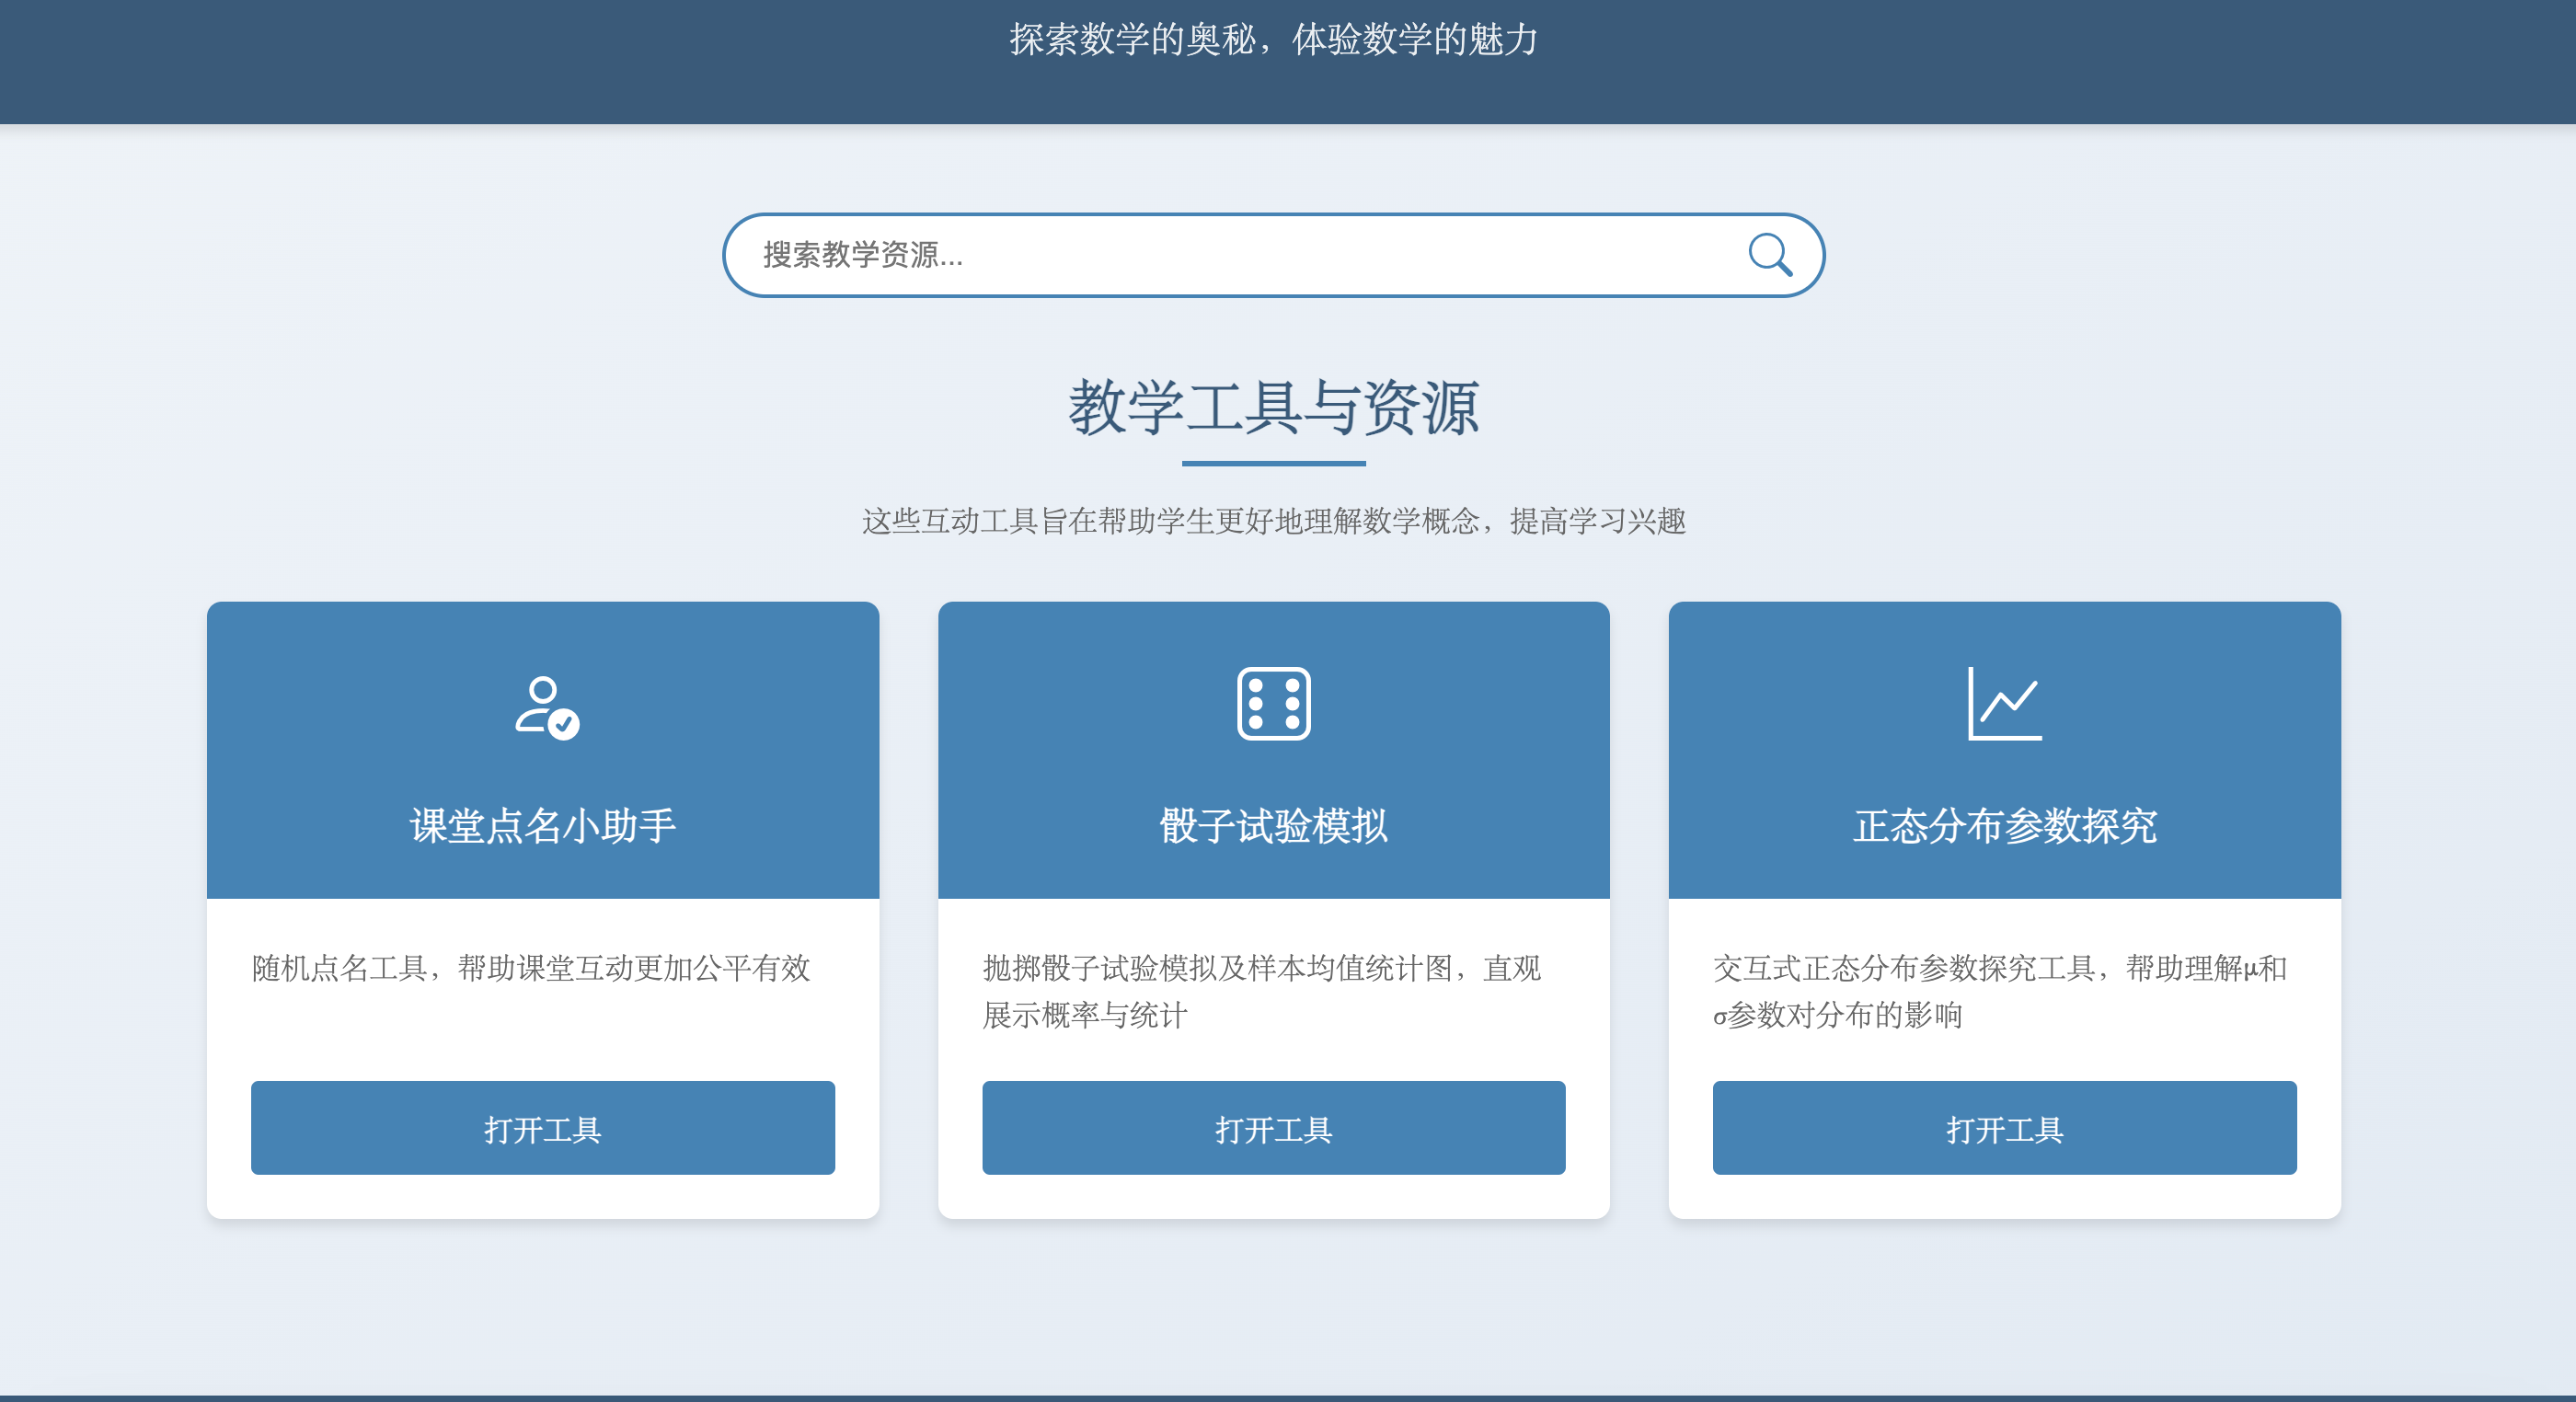 探索数学的奥秘，体验数学的魅力
搜索教学资源...
教学工具与资源
这些互动工具旨在帮助学生更好地理解数学概念，提高学习兴趣
课堂点名小助手
随机点名工具，帮助课堂互动更加公平有效
打开工具
骰子试验模拟
抛掷骰子试验模拟及样本均值统计图，直观
展示概率与统计
打开工具
正态分布参数探究
交互式正态分布参数探究工具，帮助理解μ和
σ参数对分布的影响
打开工具